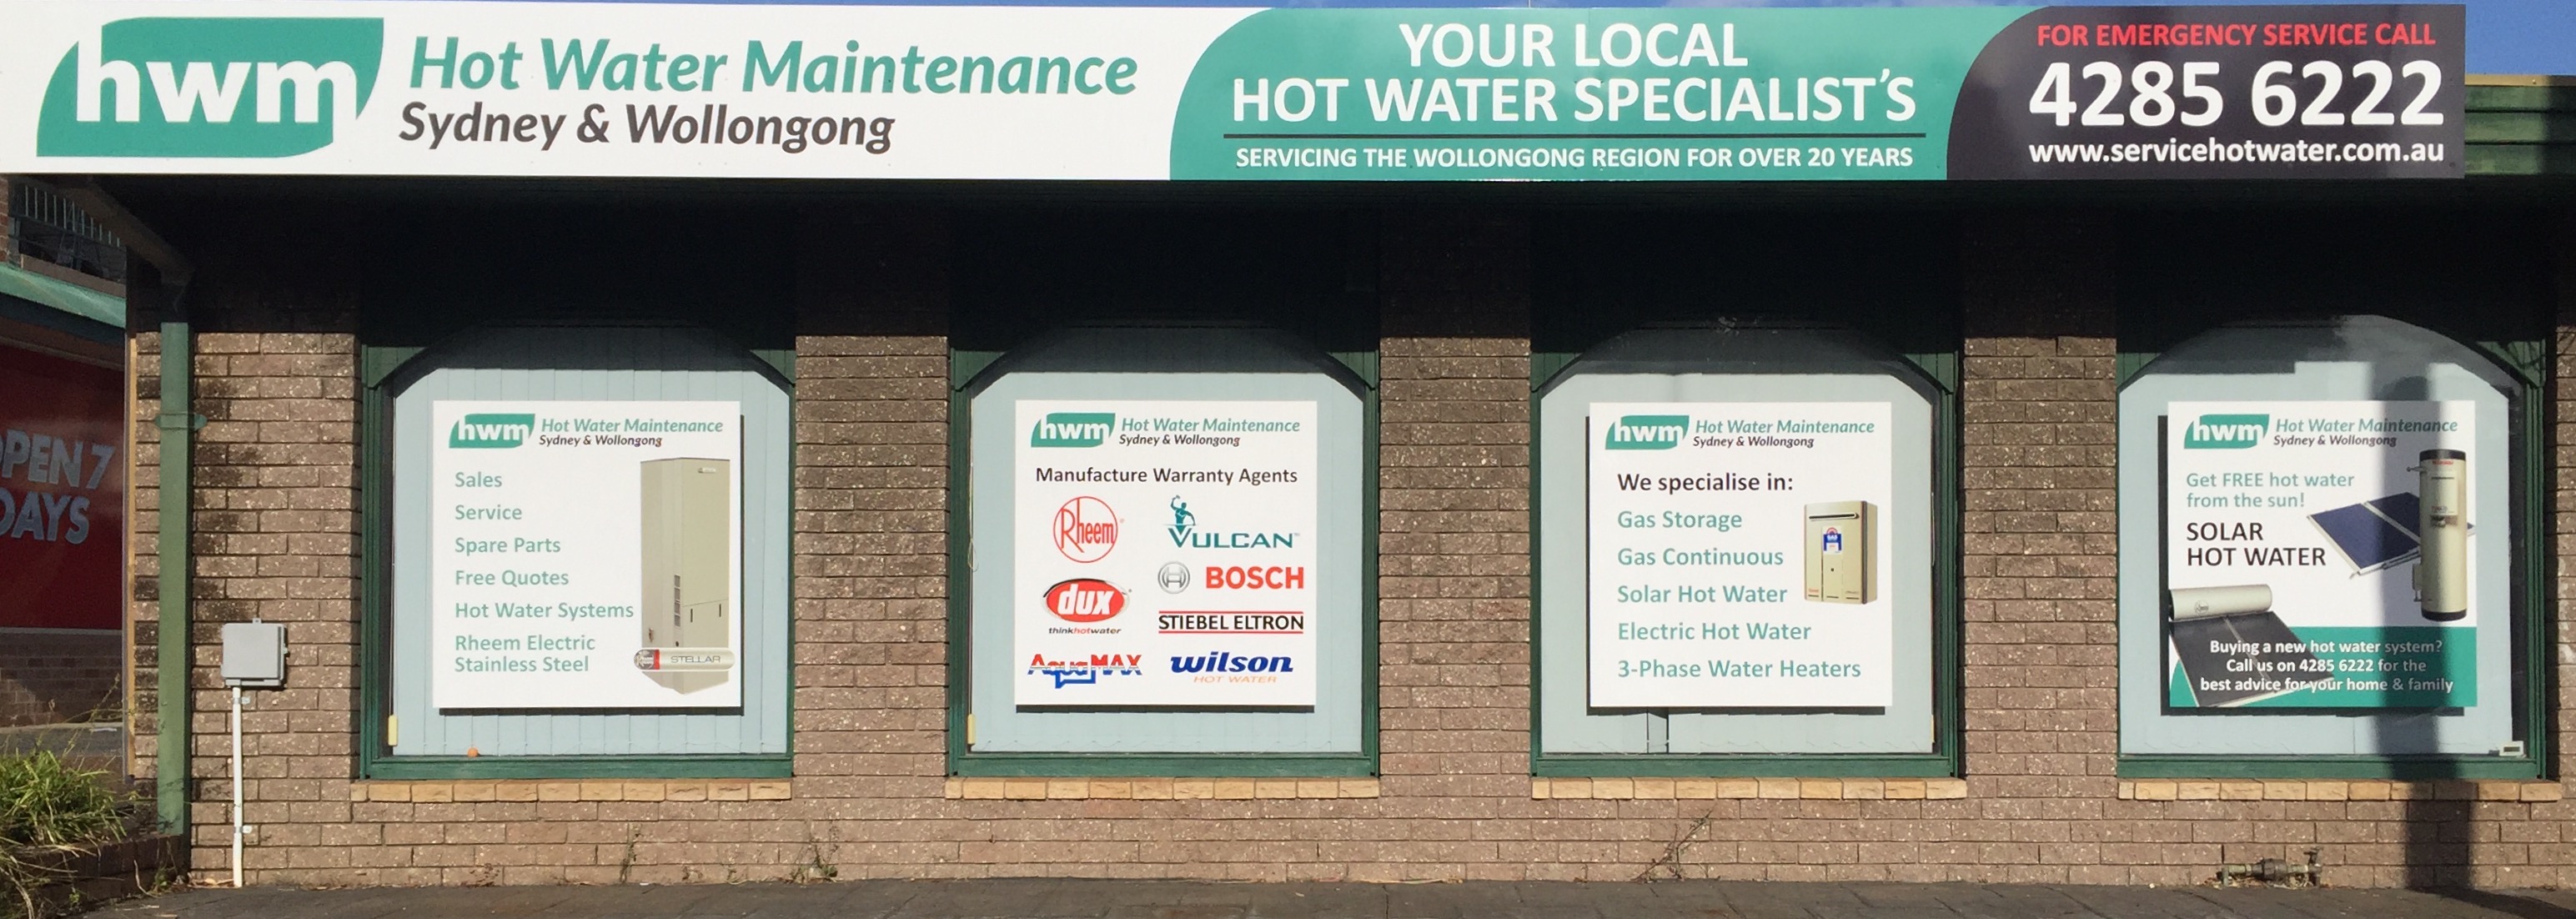 hwm
Hot Water Maintenance
Sydney & Wollongong
YOUR LOCAL
HOT WATER SPECIALIST'S
SERVICING THE WOLLONGONG REGION FOR OVER 20 YEARS
FOR EMERGENCY SERVICE CALL
4285 6222
www.servicehotwater.com.au
PEN 7
DAYS
hwm
Hot Water Maintenance
Sydney & Wollongong
Sales
Service
Spare Parts
Free Quotes
Hot Water Systems
Rheem Electric
Stainless Steel
STELLAR
hwm
Hot Water Maintenance
Sydney & Wollongong
Manufacture Warranty Agents
Rheem
VULCAN
dux
thinkhotwater
BOSCH
STIEBEL ELTRON
AquaMAX
wilson
HOT WATER
hwm
Hot Water Maintenance
Sydney & Wollongong
We specialise in:
Gas Storage
Gas Continuous
Solar Hot Water
Electric Hot Water
3-Phase Water Heaters
hwm
Hot Water Maintenance
Sydney & Wollongong
Get FREE hot water
from the sun!
SOLAR
HOT WATER
Buying a new hot water system?
Call us on 4285 6222 for the
best advice for your home & family